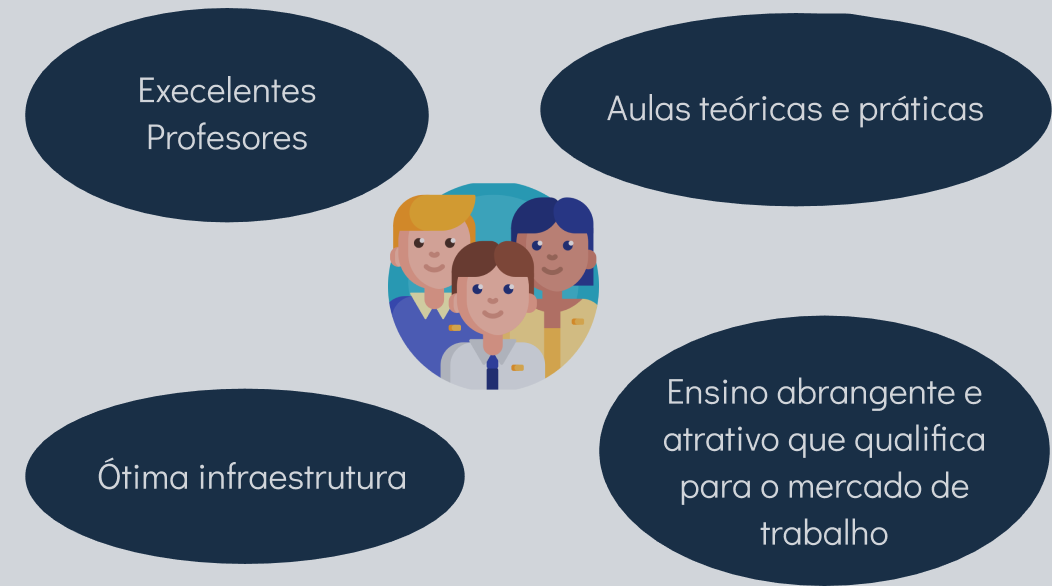 Execelentes
Profesores
Aulas teóricas e práticas
Ótima infraestrutura
Ensino abrangente e
atrativo que qualifica
para o mercado de
trabalho